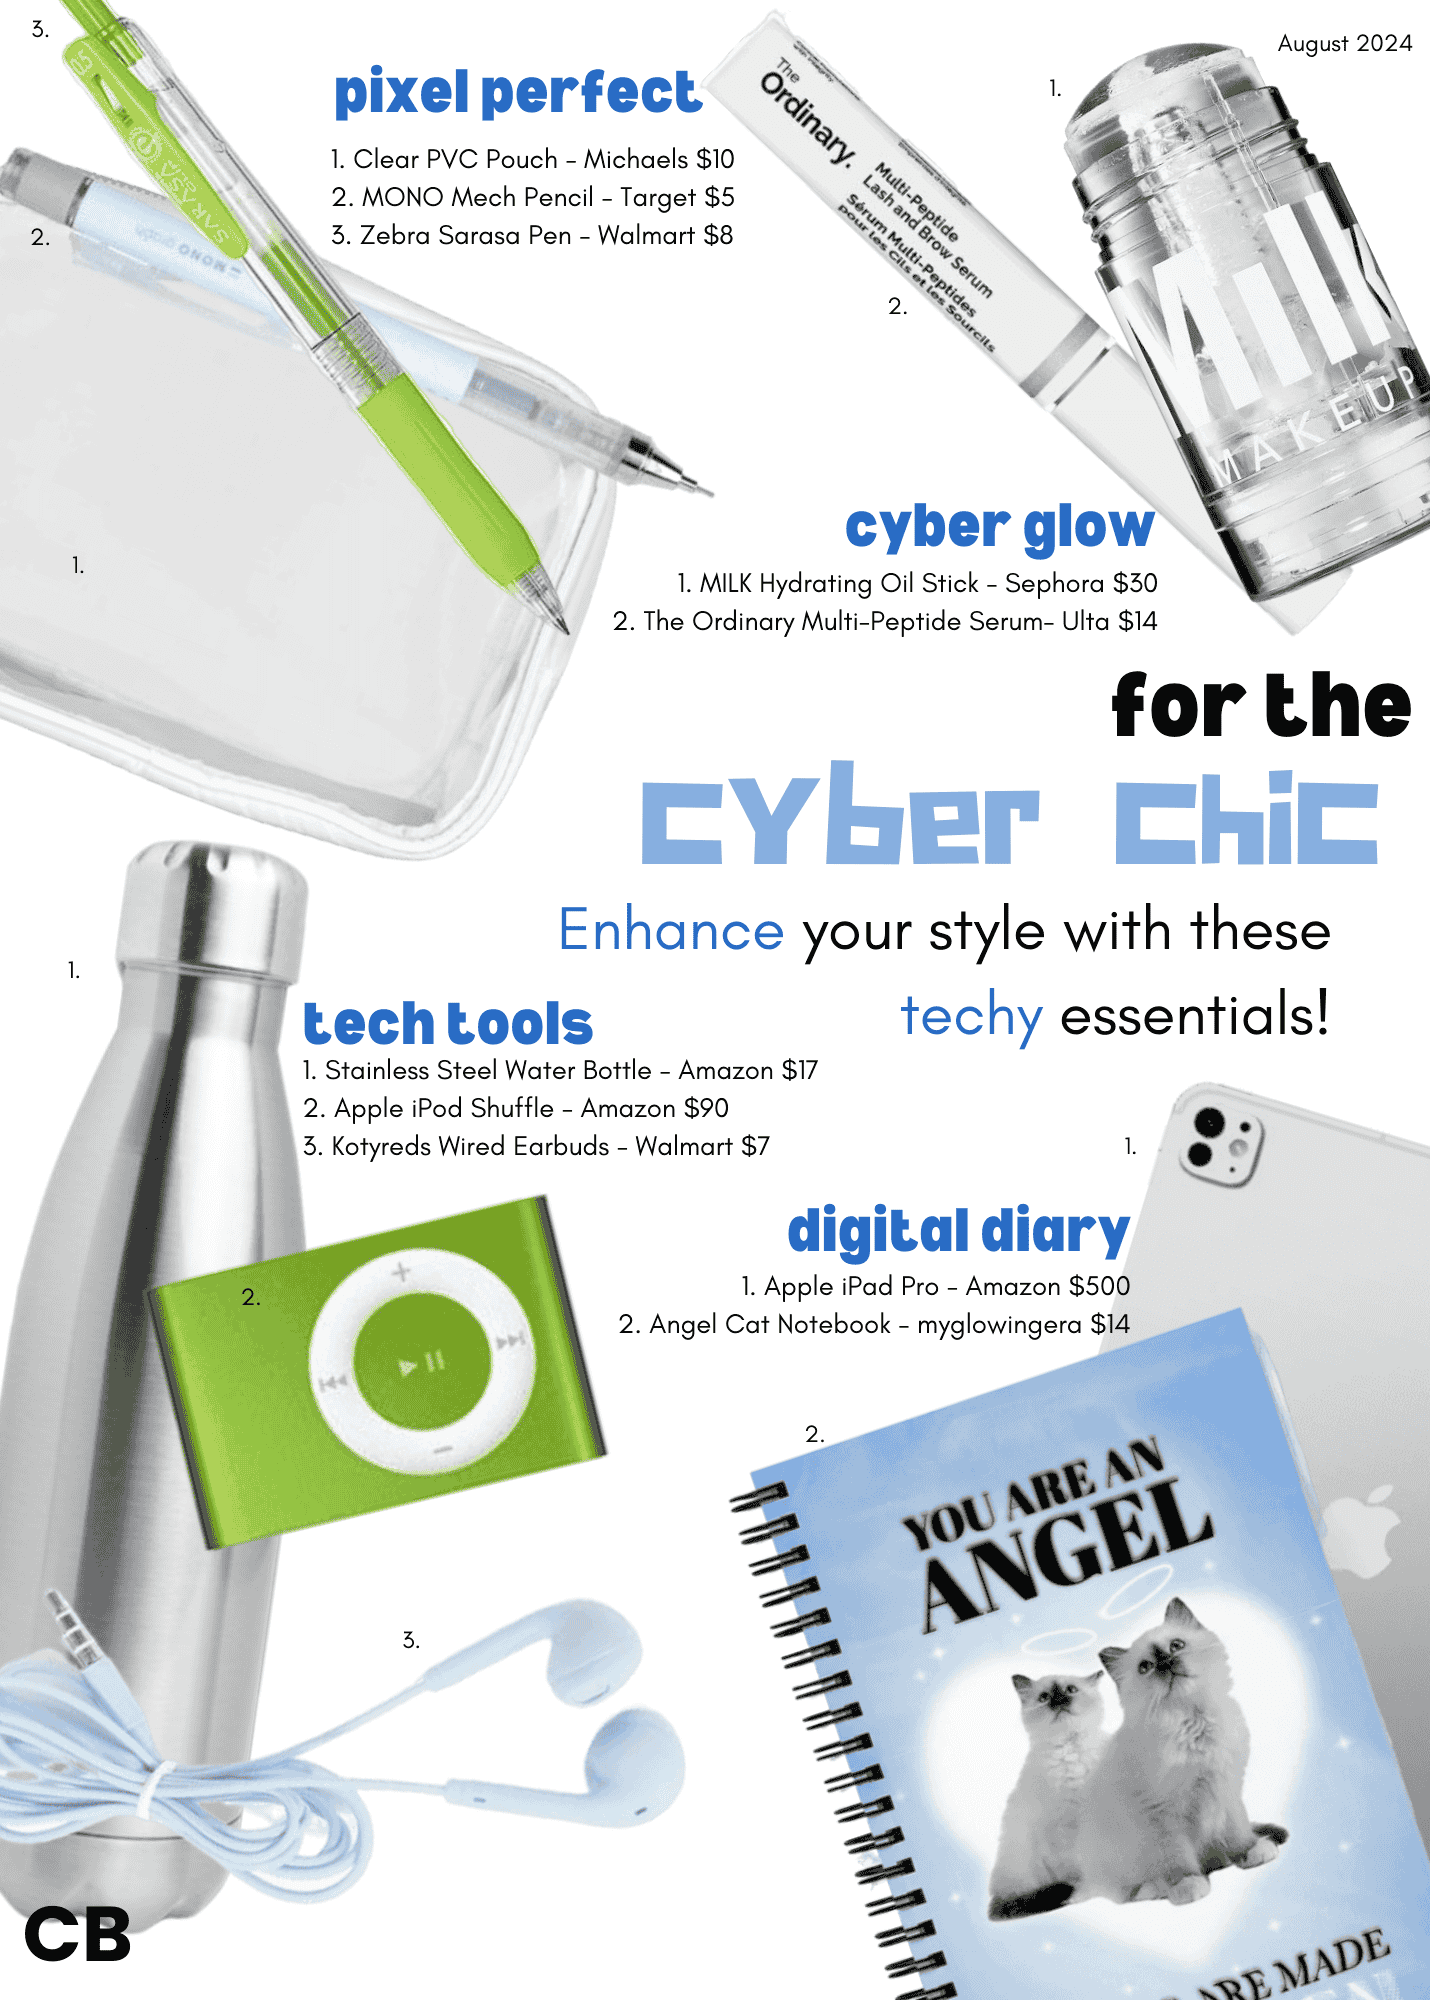 August 2024
3.
pixel perfect
1. Clear PVC Pouch - Michaels $10
2. MONO Mech Pencil - Target $5
3. Zebra Sarasa Pen - Walmart $8
2.
1.
SARASA
MONO
The
Ordinary.
Multi-Peptide
Lash and Brow Serum
Sérum Multi-Peptides
pour les Cils et les Sourcils
1.
2.
MILK
MAKEUP
cyber glow
1. MILK Hydrating Oil Stick - Sephora $30
2. The Ordinary Multi-Peptide Serum- Ulta $14
for the
cyber chic
Enhance your style with these
techy essentials!
1.
tech tools
1. Stainless Steel Water Bottle - Amazon $17
2. Apple iPod Shuffle - Amazon $90
3. Kotyreds Wired Earbuds - Walmart $7
2.
3.
1.
digital diary
1. Apple iPad Pro - Amazon $500
2. Angel Cat Notebook - myglowingera $14
2.
YOU ARE AN
ANGEL
ARE MADE
CB